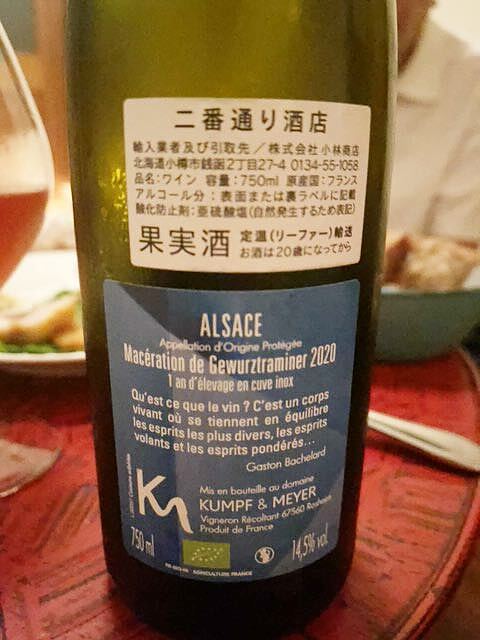 二番通り酒店
輸入業者及び引取先／株式会社小林商店
北海道小樽市銭函2丁目27-4 0134-55-1058
品名:ワイン 容量:750ml 原産国:フランス
アルコール分:表面または裏ラベルに記載
酸化防止剤:亜硫酸塩(自然発生するため表記)
果実酒 定温(リーファー)輸送
お酒は20歳になってから
ALSACE
Appellation d'Origine Protégée
Macération de Gewurztraminer 2020
1 an d'élevage en cuve inox
Qu'est ce que le vin ? C'est un corps
vivant où se tiennent en équilibre
les esprits les plus divers, les esprits
volants et les esprits pondérés...
Gaston Bachelard
KM
Mis en bouteille au domaine
KUMPF & MEYER
Vigneron Récoltant 67560 Rosheim
Produit de France
750 ml
14,5% vol
AGRICULTURE FRANCE